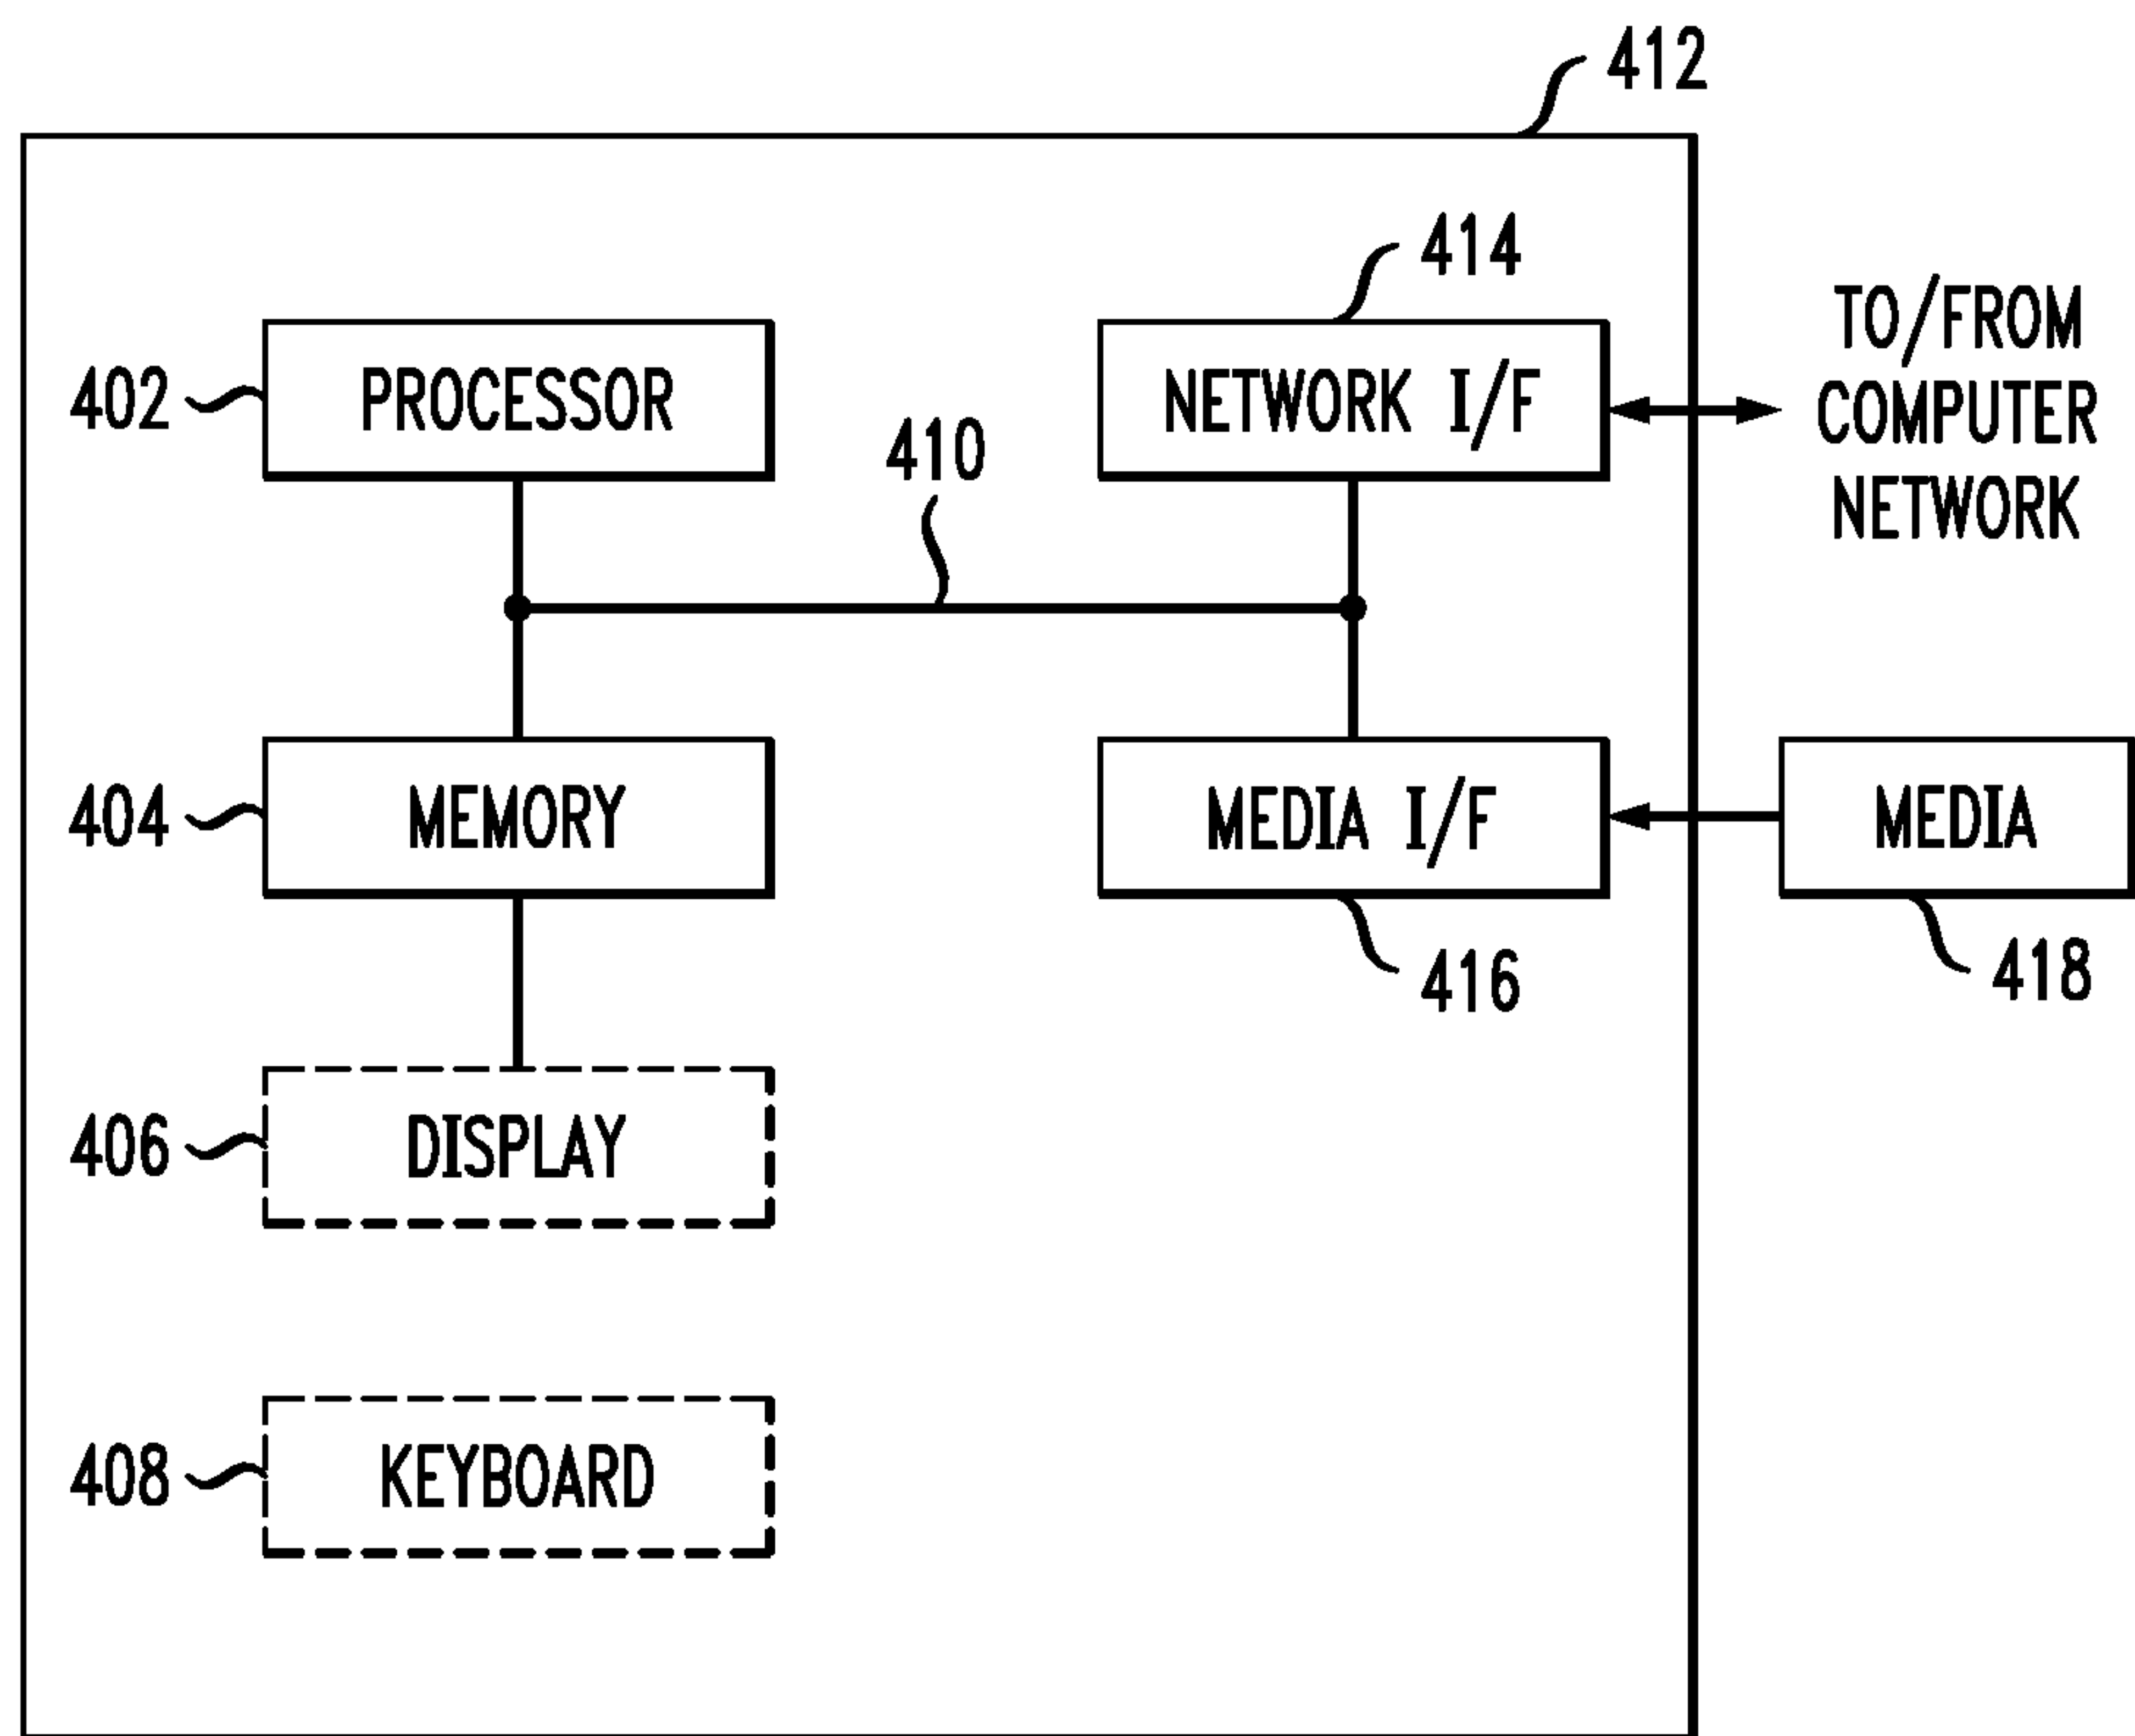 412
414
TO/FROM
402
PROCESSOR
NETWORK I/F
COMPUTER
410
NETWORK
404
MEMORY
MEDIA I/F
MEDIA
416
418
406
DISPLAY
408
KEYBOARD